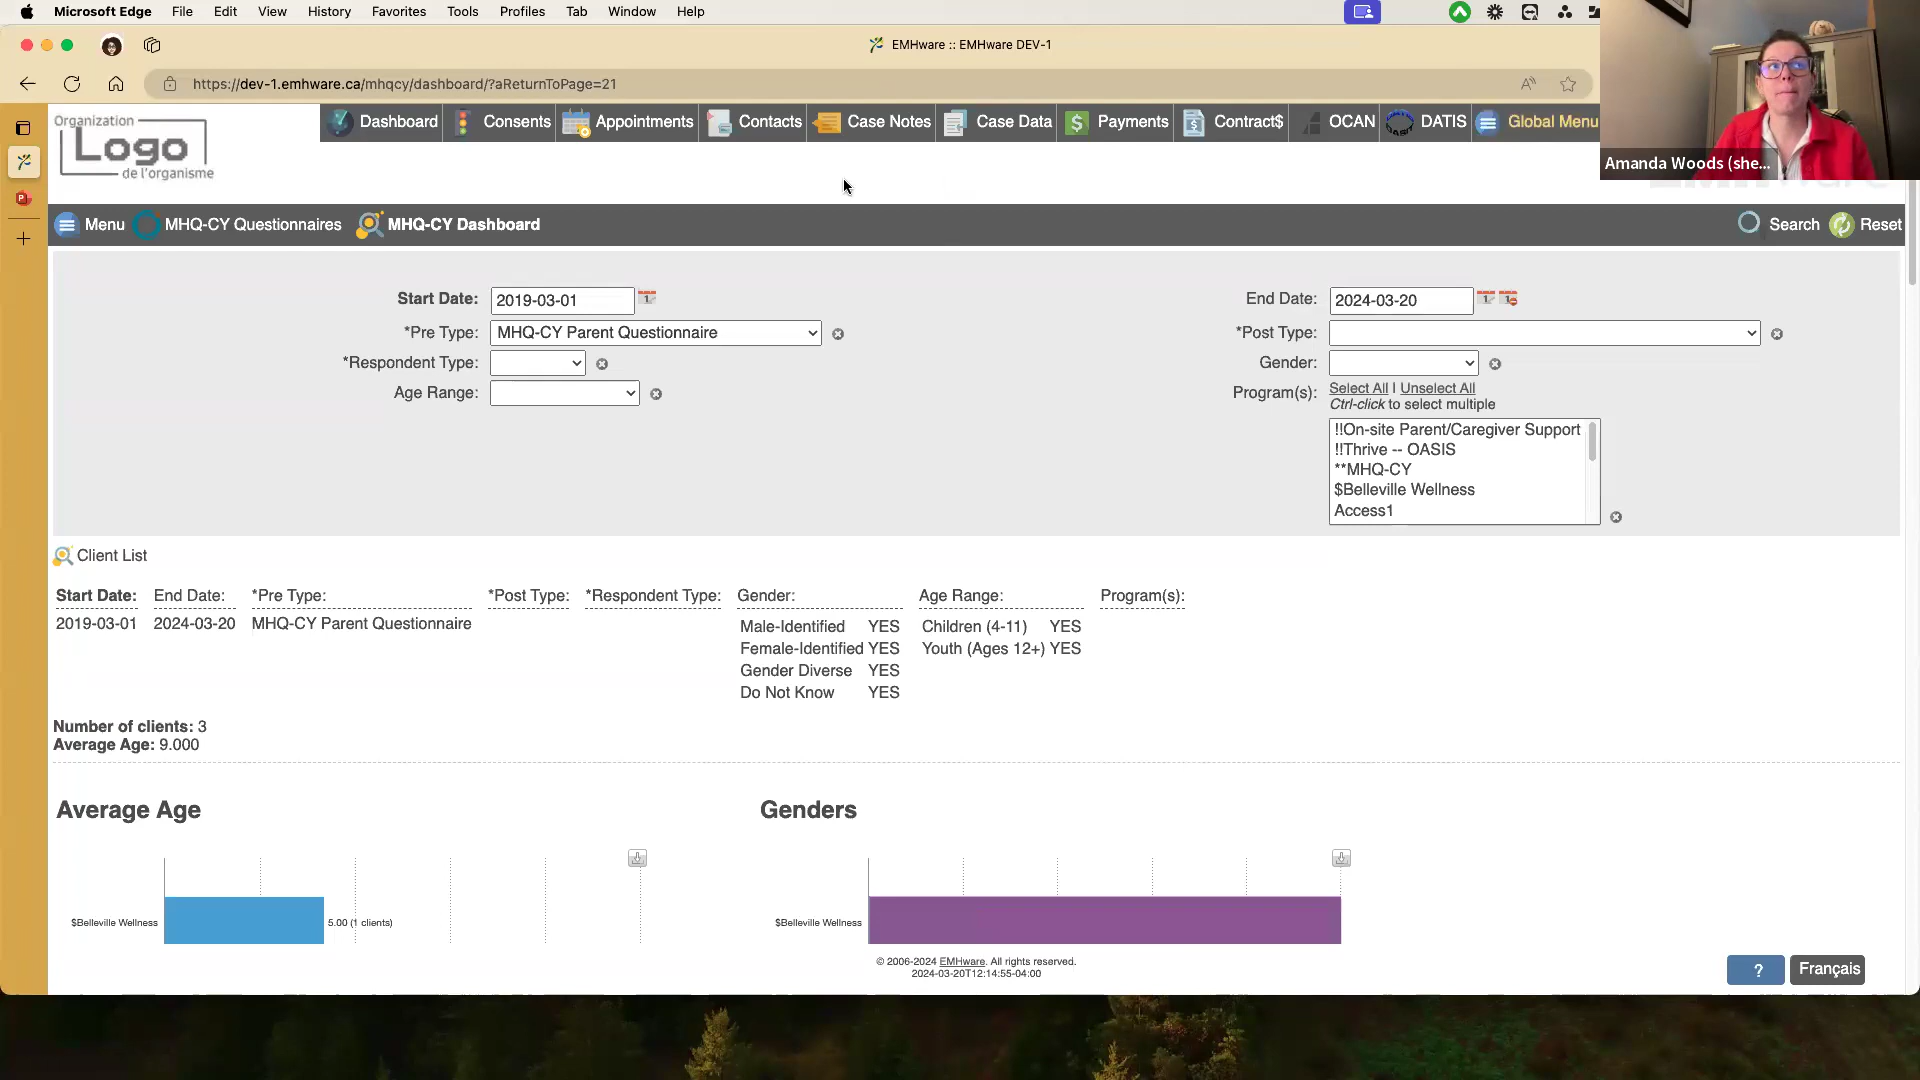 Microsoft Edge File Edit View History Favorites Tools Profiles Tab Window Help
EMHware :: EMHware DEV-1
https://dev-1.emhware.ca/mhqcy/dashboard/?aReturnToPage=21
Organization
Logo
de l'organisme
Dashboard Consents Appointments Contacts Case Notes Case Data Payments Contract$ OCAN DATIS Global Menu
Amanda Woods (she...
Menu MHQ-CY Questionnaires MHQ-CY Dashboard Search Reset
Start Date: 2019-03-01 End Date: 2024-03-20
*Pre Type: MHQ-CY Parent Questionnaire *Post Type:
*Respondent Type: Gender:
Age Range: Program(s): Select All | Unselect All
Ctrl-click to select multiple
!!On-site Parent/Caregiver Support
!!Thrive -- OASIS
**MHQ-CY
$Belleville Wellness
Access1
Client List
Start Date: End Date: *Pre Type: *Post Type: *Respondent Type: Gender: Age Range: Program(s):
2019-03-01 2024-03-20 MHQ-CY Parent Questionnaire Male-Identified YES Children (4-11) YES
Female-Identified YES Youth (Ages 12+) YES
Gender Diverse YES
Do Not Know YES
Number of clients: 3
Average Age: 9.000
Average Age Genders
$Belleville Wellness 5.00 (1 clients) $Belleville Wellness
© 2006-2024 EMHware. All rights reserved.
2024-03-20T12:14:55-04:00
? Français